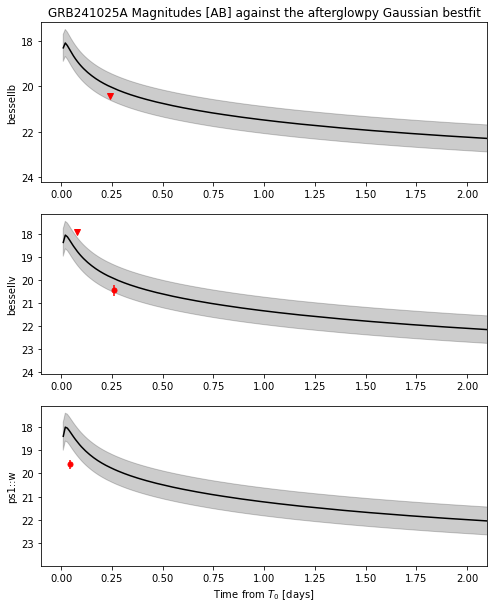 GRB241025A Magnitudes [AB] against the afterglowpy Gaussian bestfit
18
20
22
24
bessellb
0.00 0.25 0.50 0.75 1.00 1.25 1.50 1.75 2.00
18
19
20
21
22
23
24
bessellv
0.00 0.25 0.50 0.75 1.00 1.25 1.50 1.75 2.00
18
19
20
21
22
23
ps1::w
0.00 0.25 0.50 0.75 1.00 1.25 1.50 1.75 2.00
Time from T₀ [days]